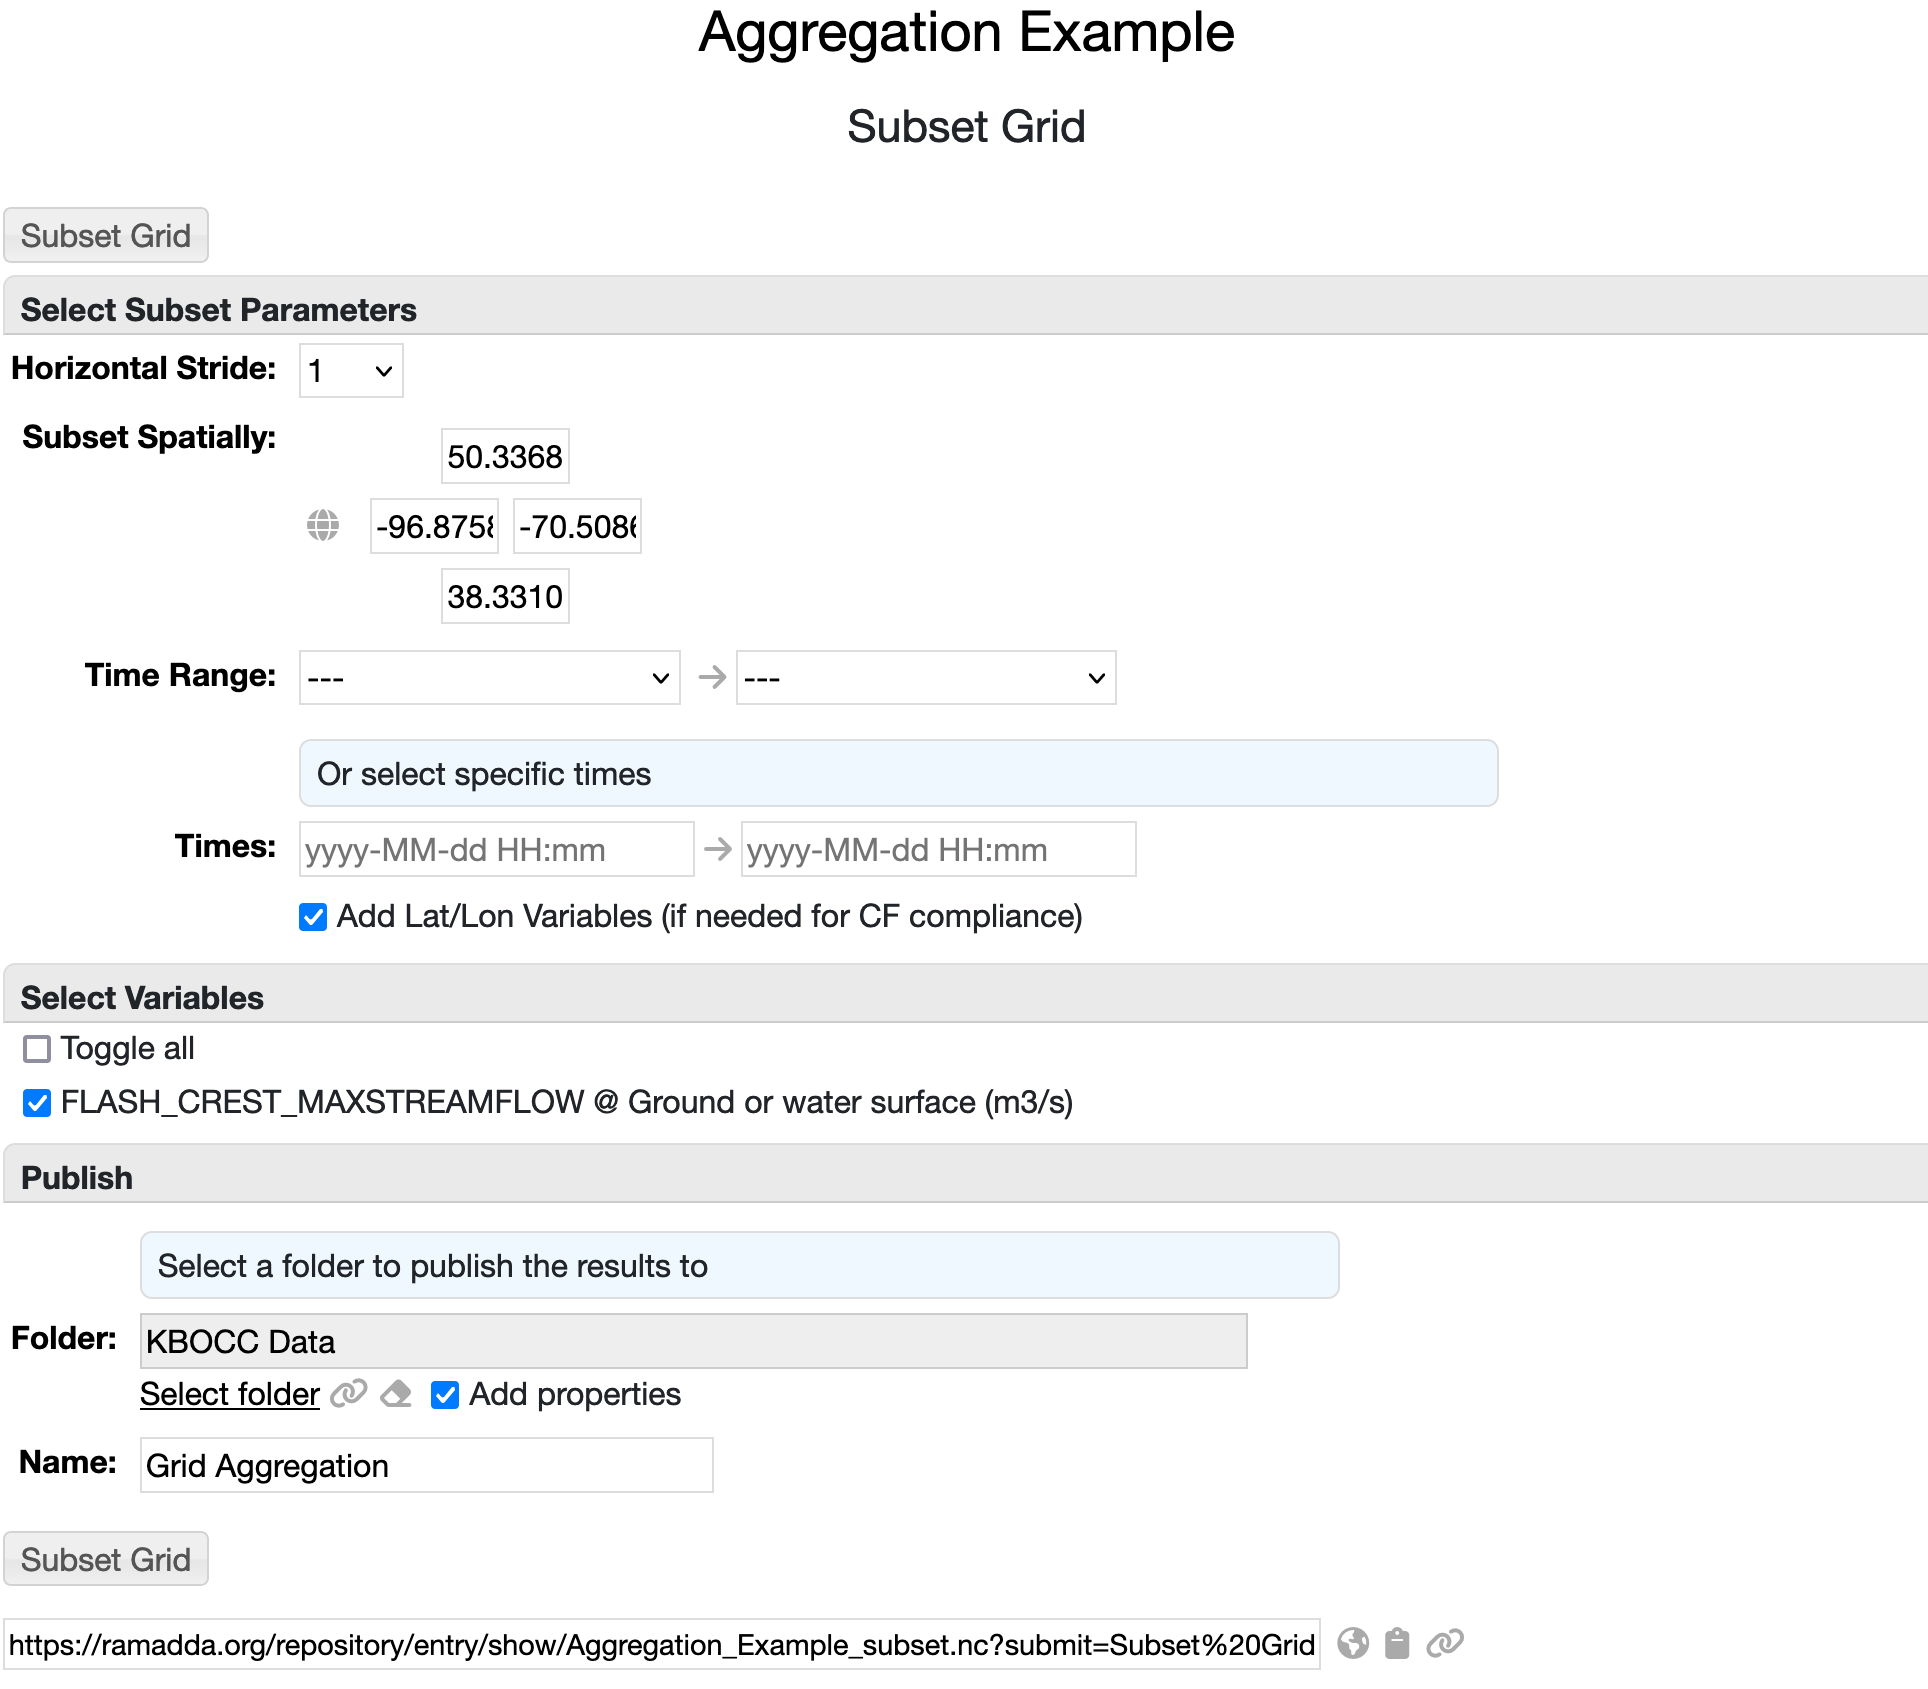 Aggregation Example
Subset Grid
Subset Grid
Select Subset Parameters
Horizontal Stride: 1
Subset Spatially:
50.3368
-96.8758 -70.5086
38.3310
Time Range: --- ---
Or select specific times
Times: yyyy-MM-dd HH:mm yyyy-MM-dd HH:mm
Add Lat/Lon Variables (if needed for CF compliance)
Select Variables
Toggle all
FLASH_CREST_MAXSTREAMFLOW @ Ground or water surface (m3/s)
Publish
Select a folder to publish the results to
Folder: KBOCC Data
Select folder Add properties
Name: Grid Aggregation
Subset Grid
https://ramadda.org/repository/entry/show/Aggregation_Example_subset.nc?submit=Subset%20Grid